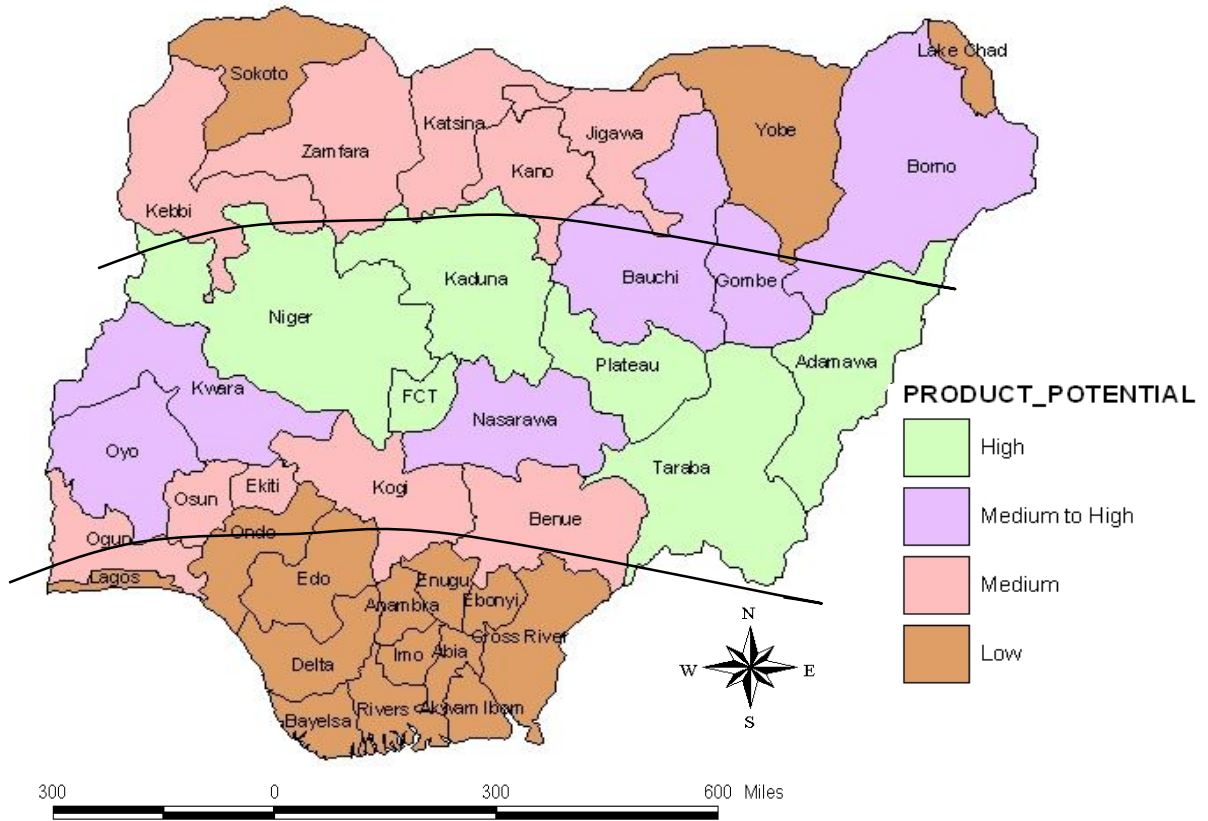 Lake Chad
Sokoto
Katsina
Jigawa
Yobe
Zamfara
Kano
Borno
Kebbi
Kaduna
Bauchi
Gombe
Niger
Plateau
Adamawa
Kwara
FCT
PRODUCT_POTENTIAL
High
Nasarawa
Oyo
Taraba
Ekiti
Kogi
Osun
Benue
Medium to High
Ogun
Ondo
Lagos
Edo
Enugu
Anambra
Ebonyi
Medium
N
Cross River
Imo
Abia
Delta
W
E
Low
Rivers
Akwam Ibom
Bayelsa
S
300
0
300
600 Miles